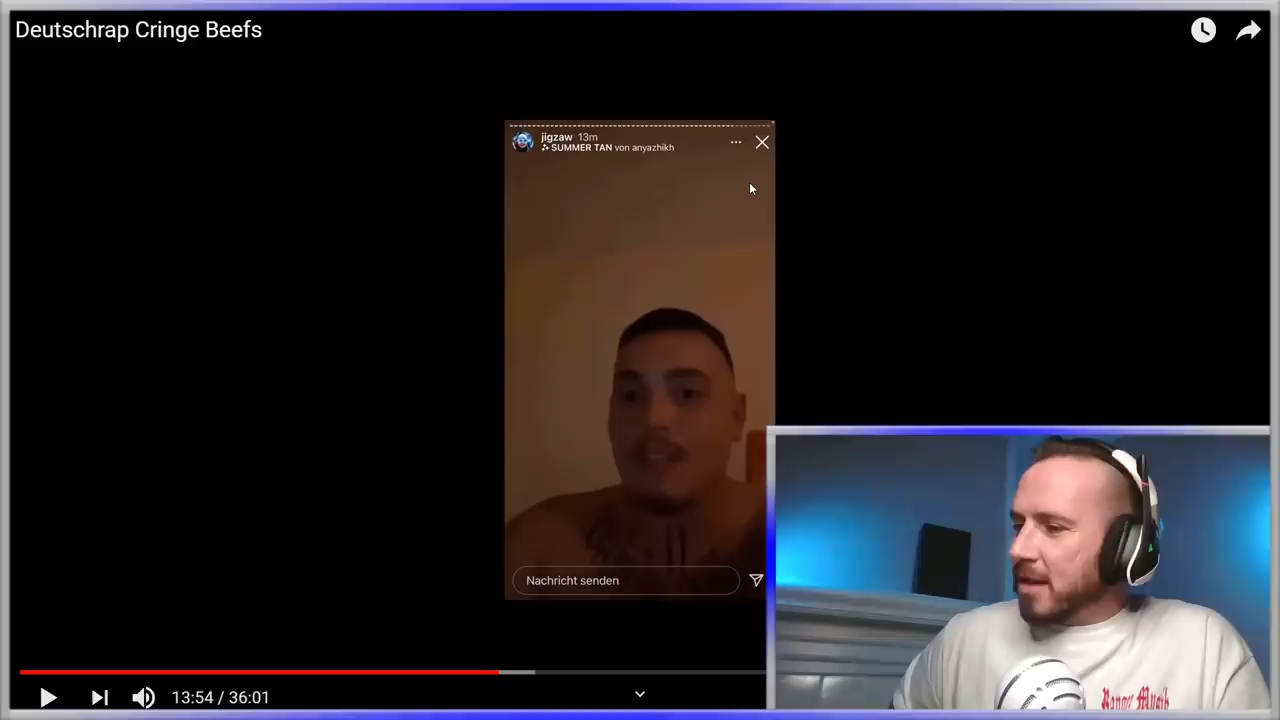 Deutschrap Cringe Beefs
jigzaw 13m
SUMMER TAN von anyazhikh
Nachricht senden
13:54 / 36:01